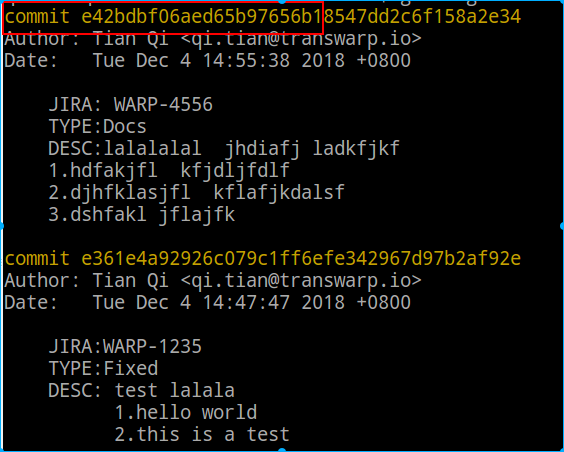 commit e42bdbf06aed65b97656b18547dd2c6f158a2e34
Author: Tian Qi <qi.tian@transwarp.io>
Date:   Tue Dec 4 14:55:38 2018 +0800
JIRA: WARP-4556
TYPE:Docs
DESC:lalalalal  jhdiafj ladkfjkf
1.hdfakjfl  kfjdljfdlf
2.djhfklasjfl  kflafjkdalsf
3.dshfakl jflajfk
commit e361e4a92926c079c1ff6efe342967d97b2af92e
Author: Tian Qi <qi.tian@transwarp.io>
Date:   Tue Dec 4 14:47:47 2018 +0800
JIRA:WARP-1235
TYPE:Fixed
DESC: test lalala
1.hello world
2.this is a test